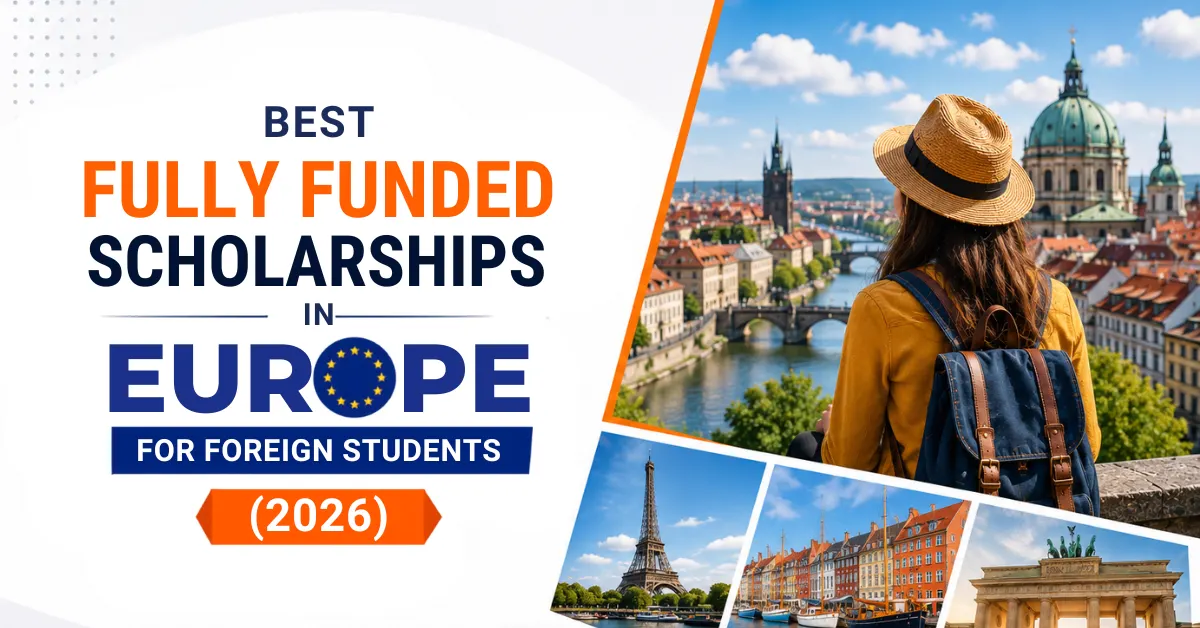 BEST
FULLY FUNDED
SCHOLARSHIPS
IN
EUROPE
FOR FOREIGN STUDENTS
(2026)